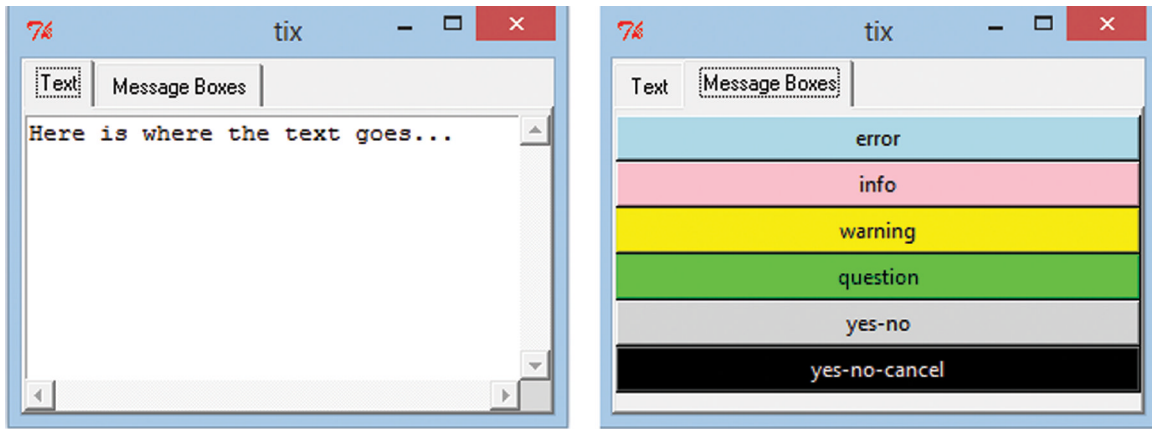 tix
Text Message Boxes
Here is where the text goes...
tix
Text Message Boxes
error
info
warning
question
yes-no
yes-no-cancel